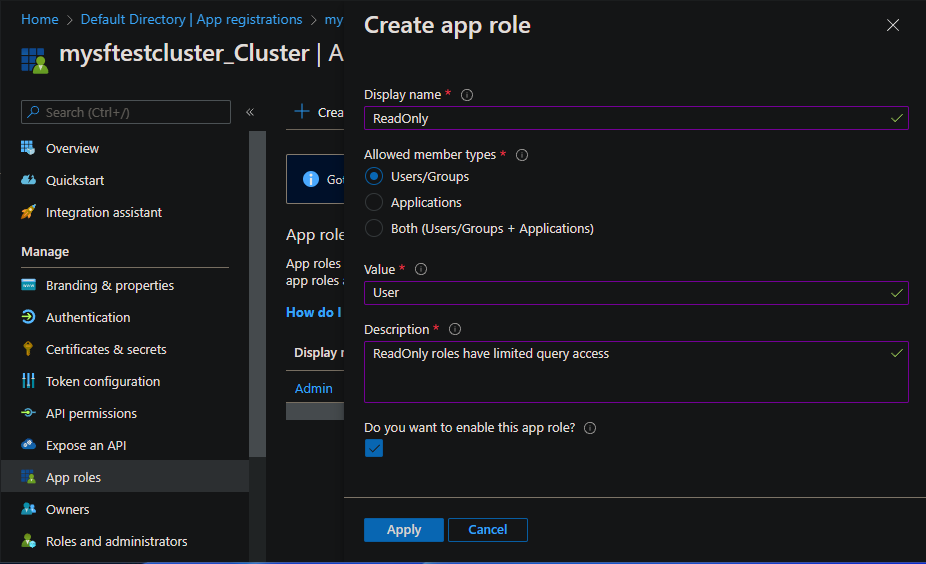 Home > Default Directory | App registrations > my
mysftestcluster_Cluster | A
Search (Ctrl+/)
«
Overview
Quickstart
Integration assistant
Manage
Branding & properties
Authentication
Certificates & secrets
Token configuration
API permissions
Expose an API
App roles
Owners
Roles and administrators
Crea
Got
App role
App roles
app roles a
How do I
Display n
Admin
Create app role
Display name *
ReadOnly
Allowed member types *
Users/Groups
Applications
Both (Users/Groups + Applications)
Value *
User
Description *
ReadOnly roles have limited query access
Do you want to enable this app role?
Apply
Cancel